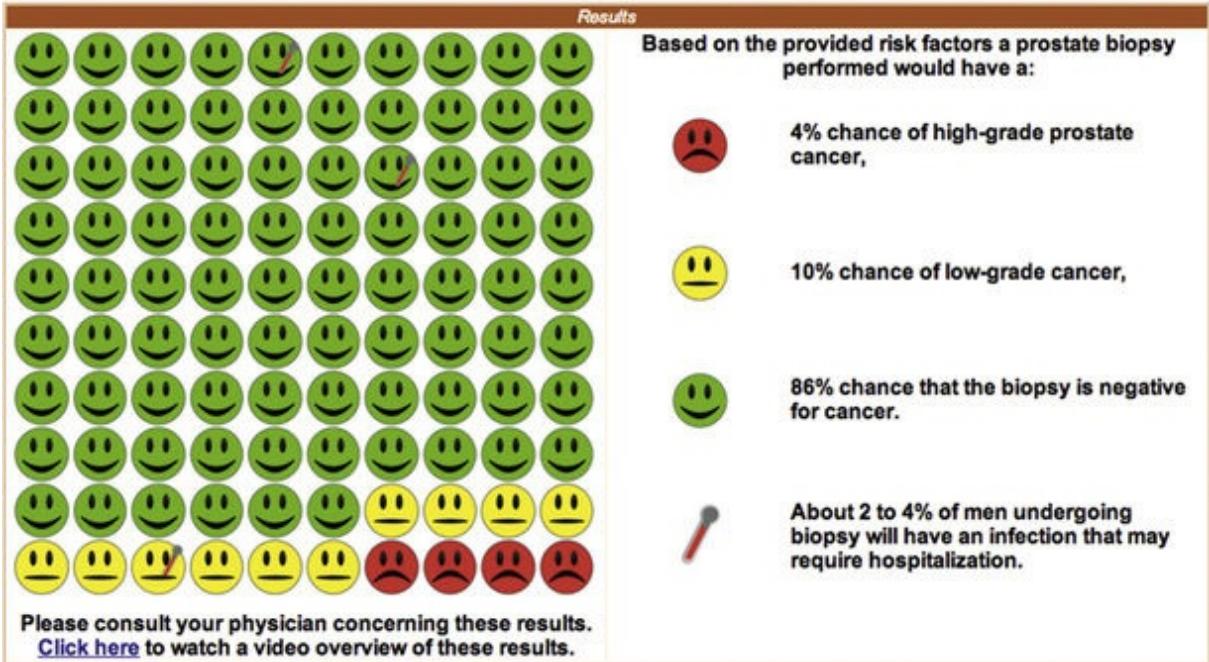 Results
Based on the provided risk factors a prostate biopsy
performed would have a:
4% chance of high-grade prostate
cancer,
10% chance of low-grade cancer,
86% chance that the biopsy is negative
for cancer.
About 2 to 4% of men undergoing
biopsy will have an infection that may
require hospitalization.
Please consult your physician concerning these results.
Click here to watch a video overview of these results.